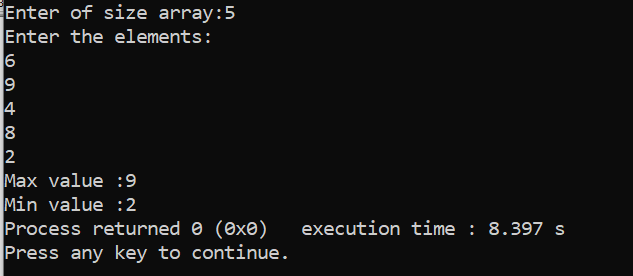 Enter of size array:5
Enter the elements:
6
9
4
8
2
Max value :9
Min value :2
Process returned 0 (0x0)   execution time : 8.397 s
Press any key to continue.